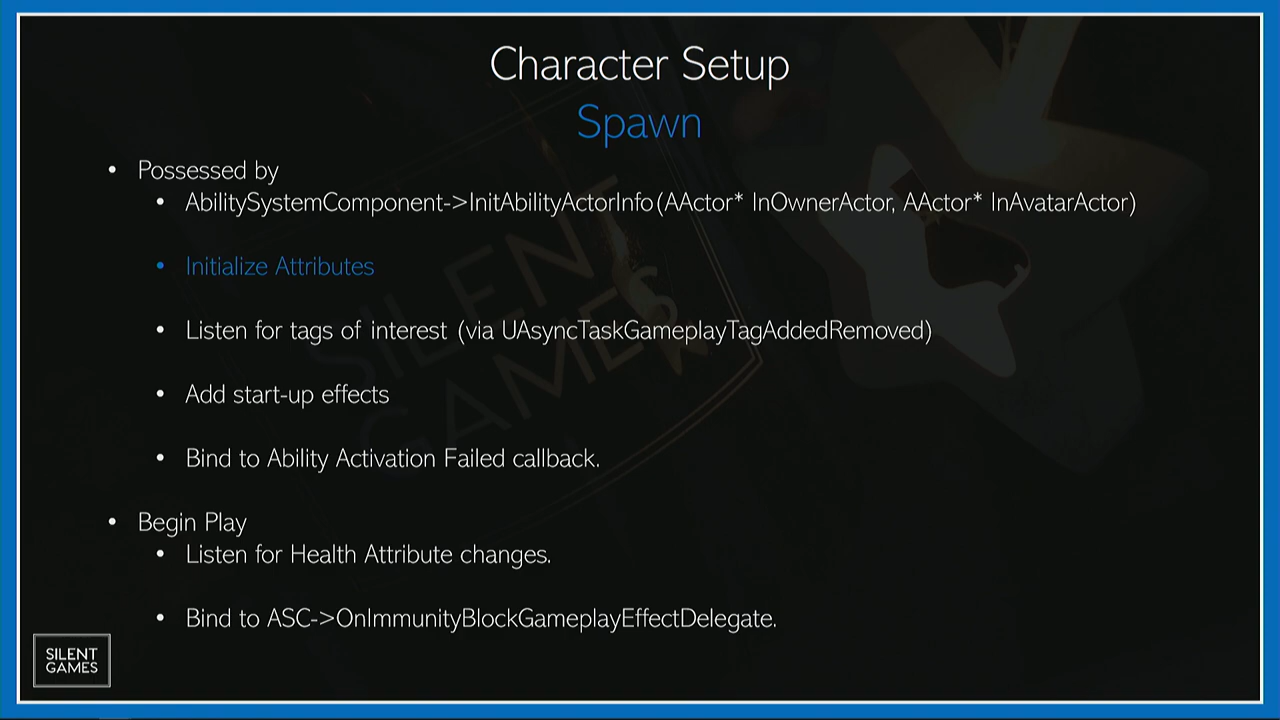 Character Setup
Spawn
• Possessed by
• AbilitySystemComponent->InitAbilityActorInfo(AActor* InOwnerActor, AActor* InAvatarActor)
• Initialize Attributes
• Listen for tags of interest (via UAsyncTaskGameplayTagAddedRemoved)
• Add start-up effects
• Bind to Ability Activation Failed callback.
• Begin Play
• Listen for Health Attribute changes.
• Bind to ASC->OnImmunityBlockGameplayEffectDelegate.
SILENT
GAMES
SILENT
GAMES